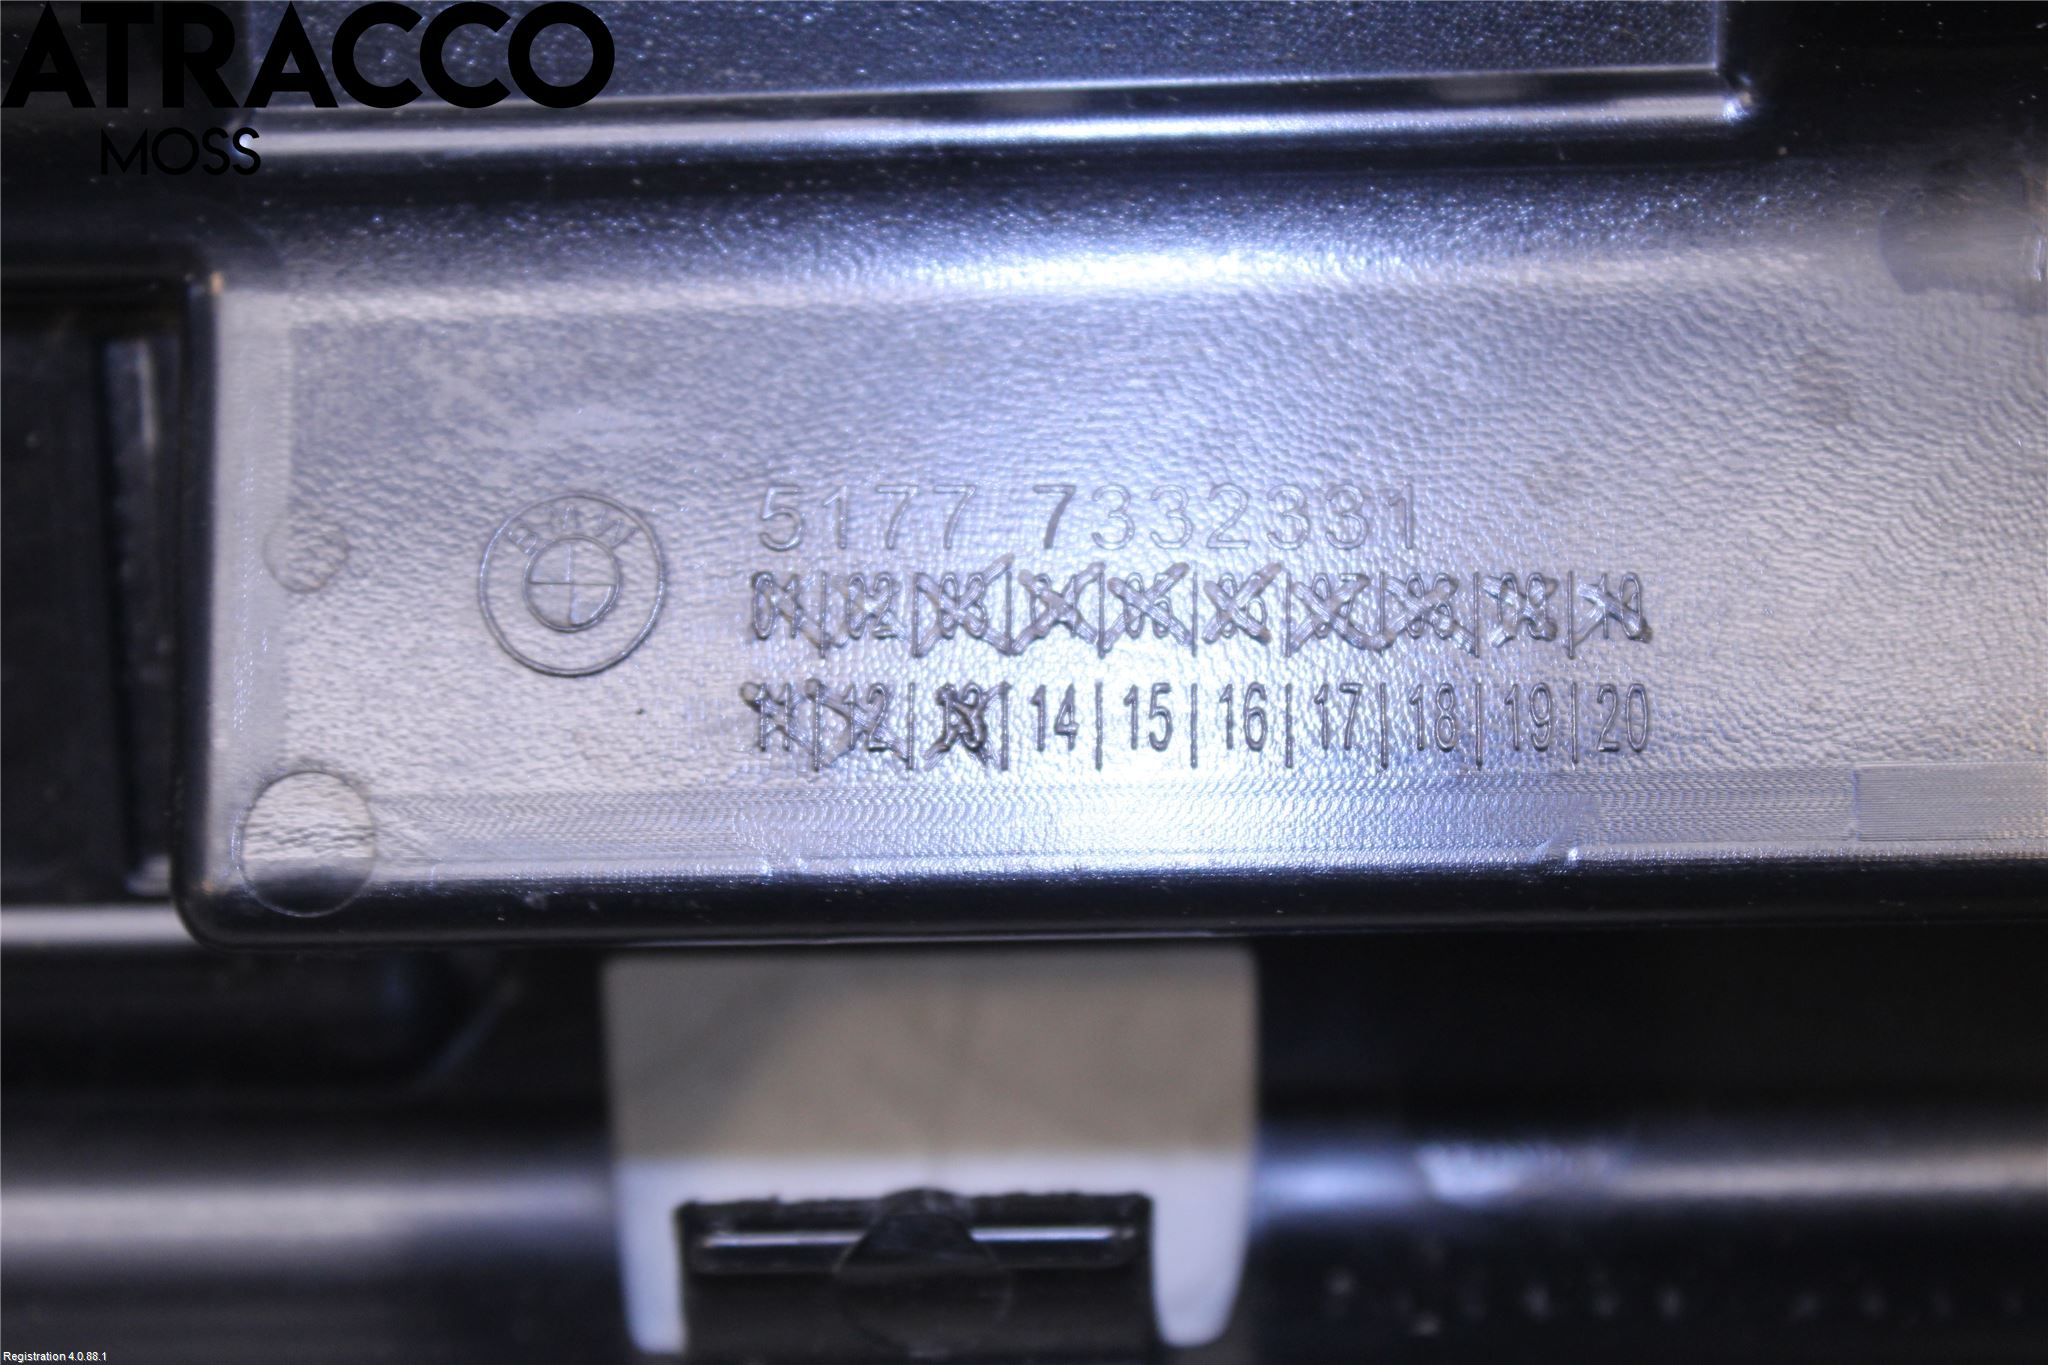 ATRACCO
MOSS
BMW
5177 7332331
01|02|03|04|05|06|07|08|09|10
11|12|13|14|15|16|17|18|19|20
Registration 4.0.88.1